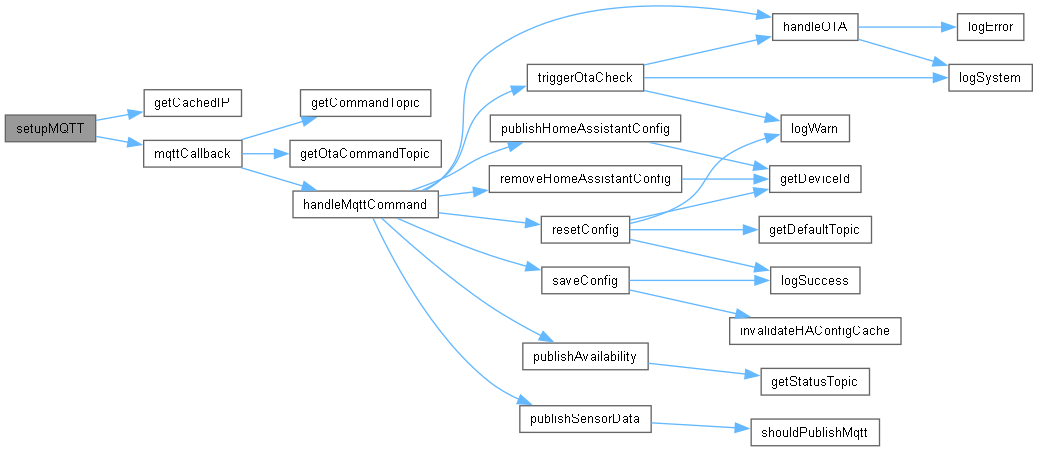 setupMQTT
getCachedIP
mqttCallback
getCommandTopic
getOtaCommandTopic
handleMqttCommand
handleOTA
triggerOtaCheck
publishHomeAssistantConfig
removeHomeAssistantConfig
resetConfig
saveConfig
publishAvailability
publishSensorData
logError
logSystem
logWarn
getDeviceId
getDefaultTopic
logSuccess
invalidateHAConfigCache
getStatusTopic
shouldPublishMqtt